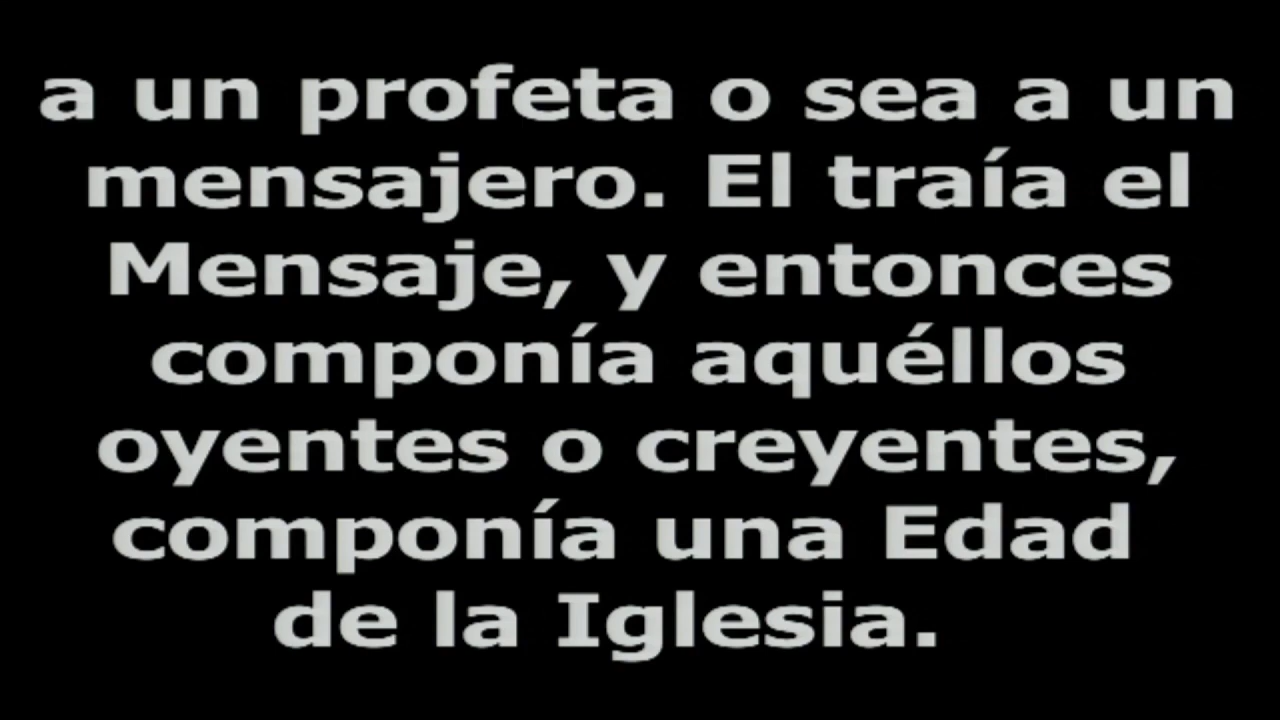 a un profeta o sea a un
mensajero. El traía el
Mensaje, y entonces
componía aquéllos
oyentes o creyentes,
componía una Edad
de la Iglesia.